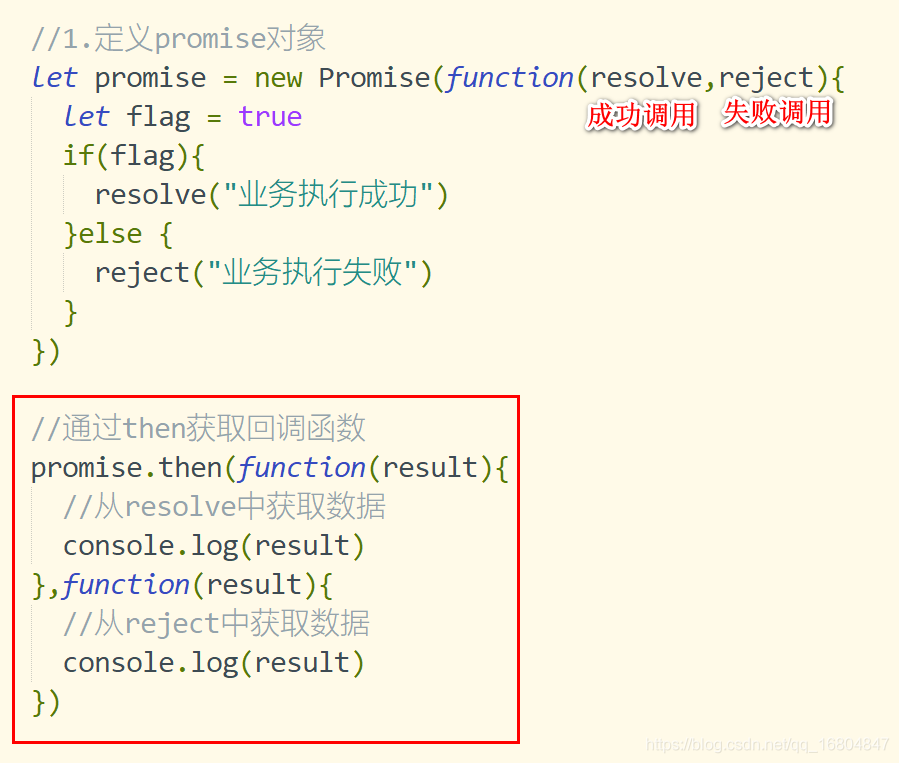 //1.定义promise对象
let promise = new Promise(function(resolve,reject){
成功调用 失败调用
let flag = true
if(flag){
resolve("业务执行成功")
}else {
reject("业务执行失败")
}
})
//通过then获取回调函数
promise.then(function(result){
//从resolve中获取数据
console.log(result)
},function(result){
//从reject中获取数据
console.log(result)
})
https://blog.csdn.net/qq_16804847